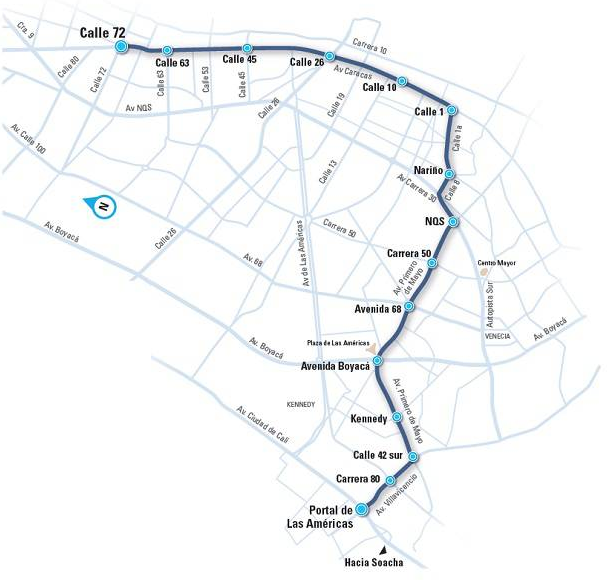 Cra. 9
Calle 80
Calle 72
Calle 72
Calle 63
Calle 63
Calle 53
Calle 45
Calle 45
Calle 26
Carrera 10
Av Caracas
Calle 10
Calle 1
Calle 1a
Calle 26
Calle 19
Av NQS
Av Calle 100
Calle 13
Nariño
Av Carrera 30
Calle 8
N
NQS
Av. Boyacá
Calle 26
Av. 68
Av de Las Américas
Carrera 50
Carrera 50
Av. Primero
de Mayo
Centro Mayor
Autopista Sur
Avenida 68
VENECIA
Av. Boyacá
Av. Boyacá
Plaza de Las Américas
Avenida Boyacá
KENNEDY
Av. Ciudad de Cali
Kennedy
Av. Primero de Mayo
Calle 42 sur
Carrera 80
Av. Villavicencio
Portal de
Las Américas
Hacia Soacha